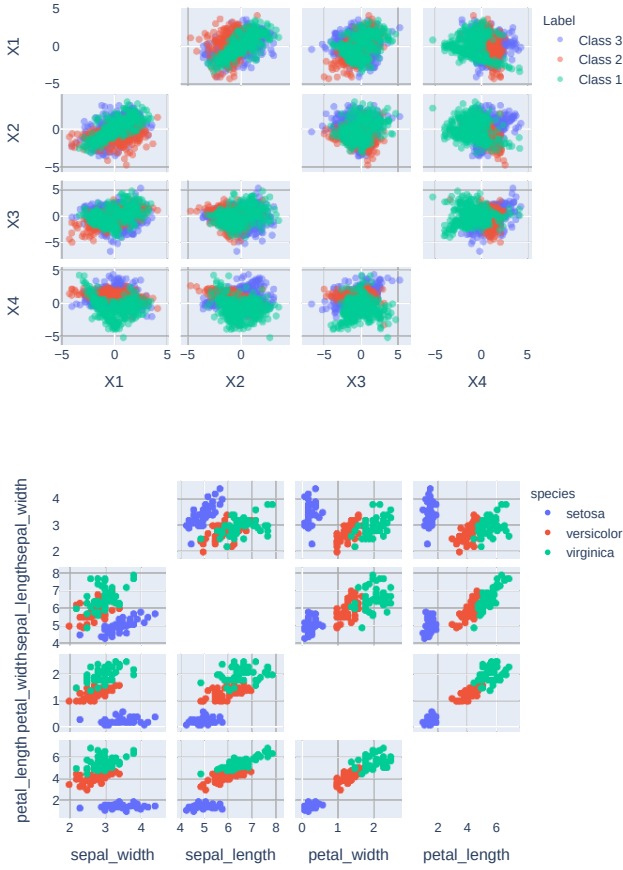 Label
Class 3
Class 2
Class 1
X1
5
0
−5
X2
0
−5
X3
5
0
−5
X4
5
0
−5
−5 0 5
0
−5 0 5
−5 0
X1 X2 X3 X4
species
setosa
versicolor
virginica
sepal_width
4
3
2
sepal_length
8
7
6
5
4
petal_width
2
1
0
petal_length
6
4
2
2 3 4
4 5 6 7 8
0 1 2
2 4 6
sepal_width sepal_length petal_width petal_length